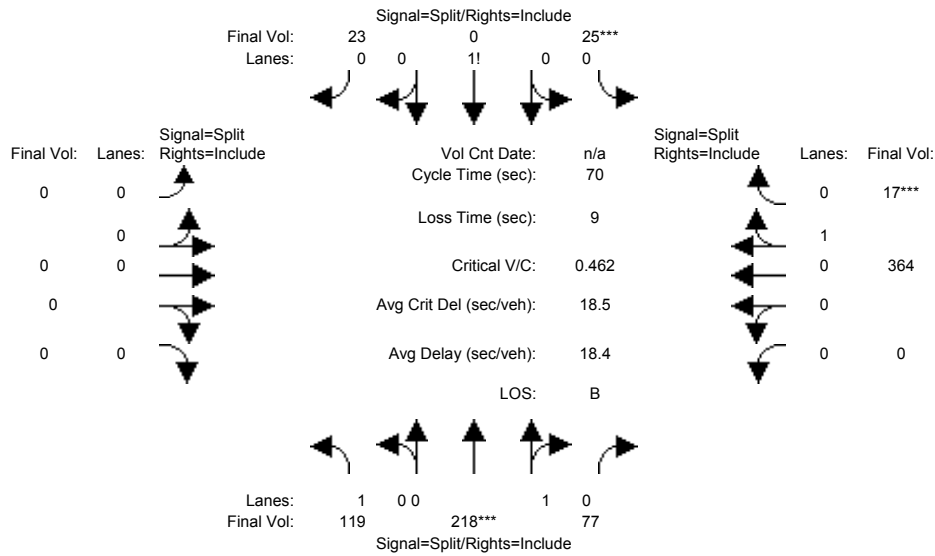 Signal=Split/Rights=Include
Final Vol: 23 0 25***
Lanes: 0 0 1! 0 0
Signal=Split Signal=Split
Final Vol: Lanes: Rights=Include Vol Cnt Date: n/a Rights=Include Lanes: Final Vol:
Cycle Time (sec): 70
0 0 0 17***
Loss Time (sec): 9
0 1
0 0 Critical V/C: 0.462 0 364
0 Avg Crit Del (sec/veh): 18.5 0
0 0 Avg Delay (sec/veh): 18.4 0 0
LOS: B
Lanes: 1 0 0 1 0
Final Vol: 119 218*** 77
Signal=Split/Rights=Include